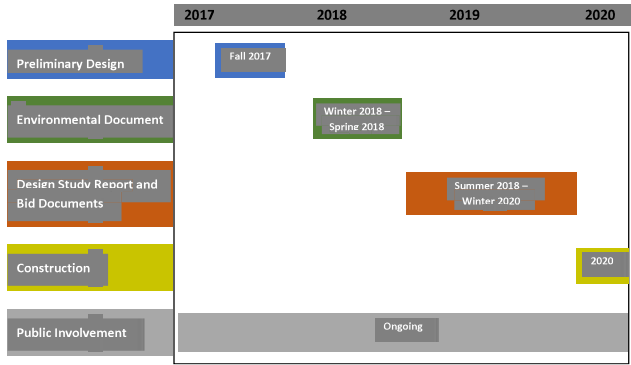 2017 2018 2019 2020
Preliminary Design
Fall 2017
Environmental Document
Winter 2018 –
Spring 2018
Design Study Report and
Bid Documents
Summer 2018 –
Winter 2020
Construction
2020
Public Involvement
Ongoing